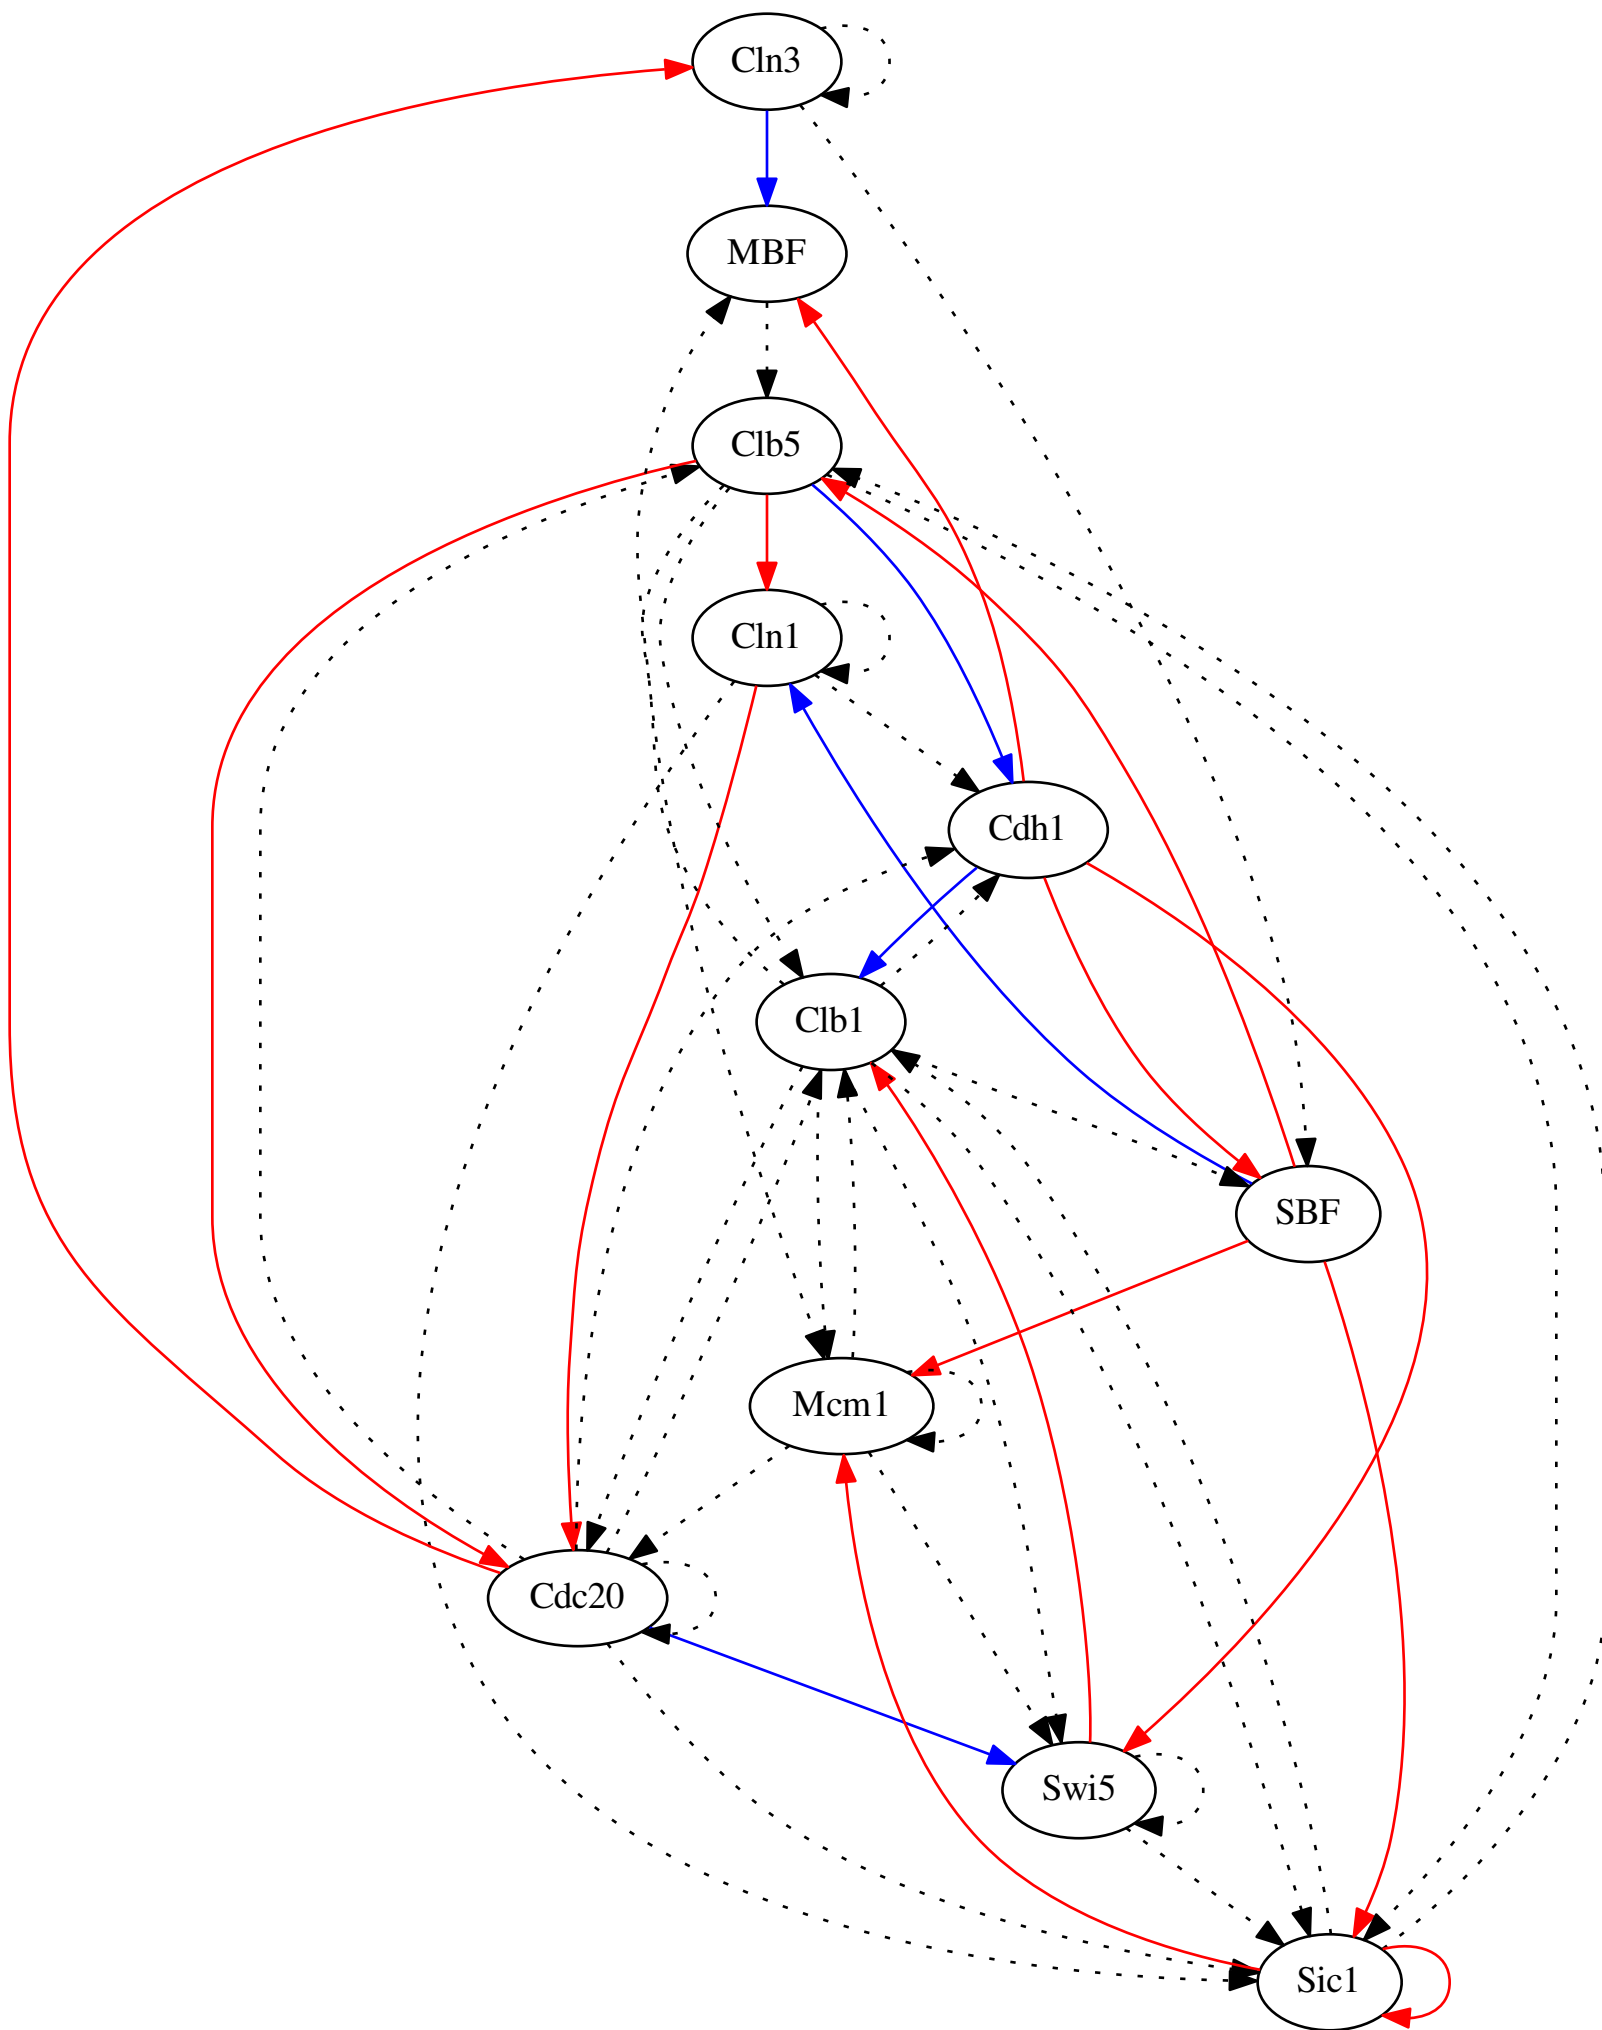 Cln3
MBF
Clb5
Cln1
Cdh1
Clb1
SBF
Mcm1
Cdc20
Swi5
Sic1